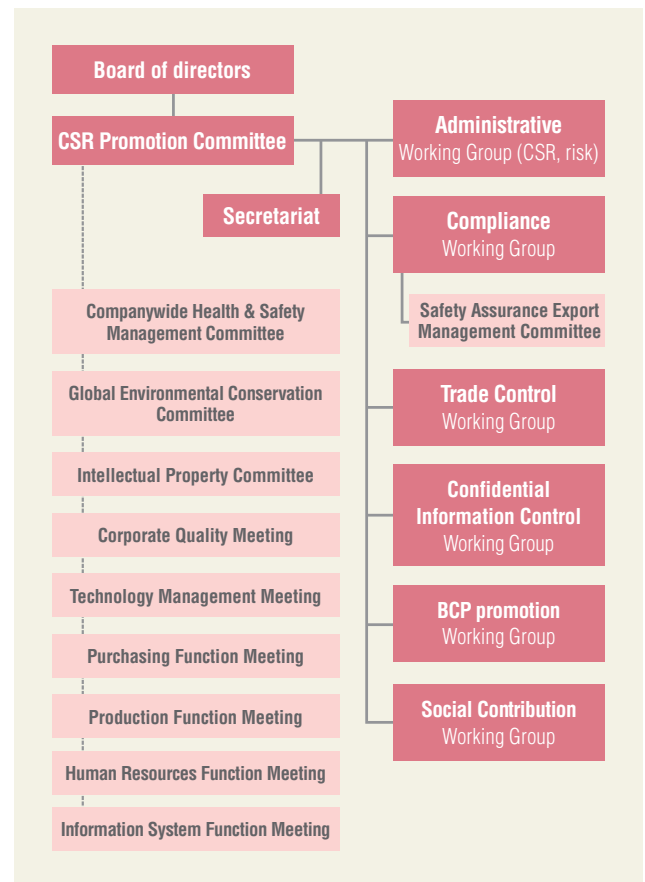 Board of directors
CSR Promotion Committee
Secretariat
Companywide Health & Safety
Management Committee
Global Environmental Conservation
Committee
Intellectual Property Committee
Corporate Quality Meeting
Technology Management Meeting
Purchasing Function Meeting
Production Function Meeting
Human Resources Function Meeting
Information System Function Meeting
Administrative
Working Group (CSR, risk)
Compliance
Working Group
Safety Assurance Export
Management Committee
Trade Control
Working Group
Confidential
Information Control
Working Group
BCP promotion
Working Group
Social Contribution
Working Group